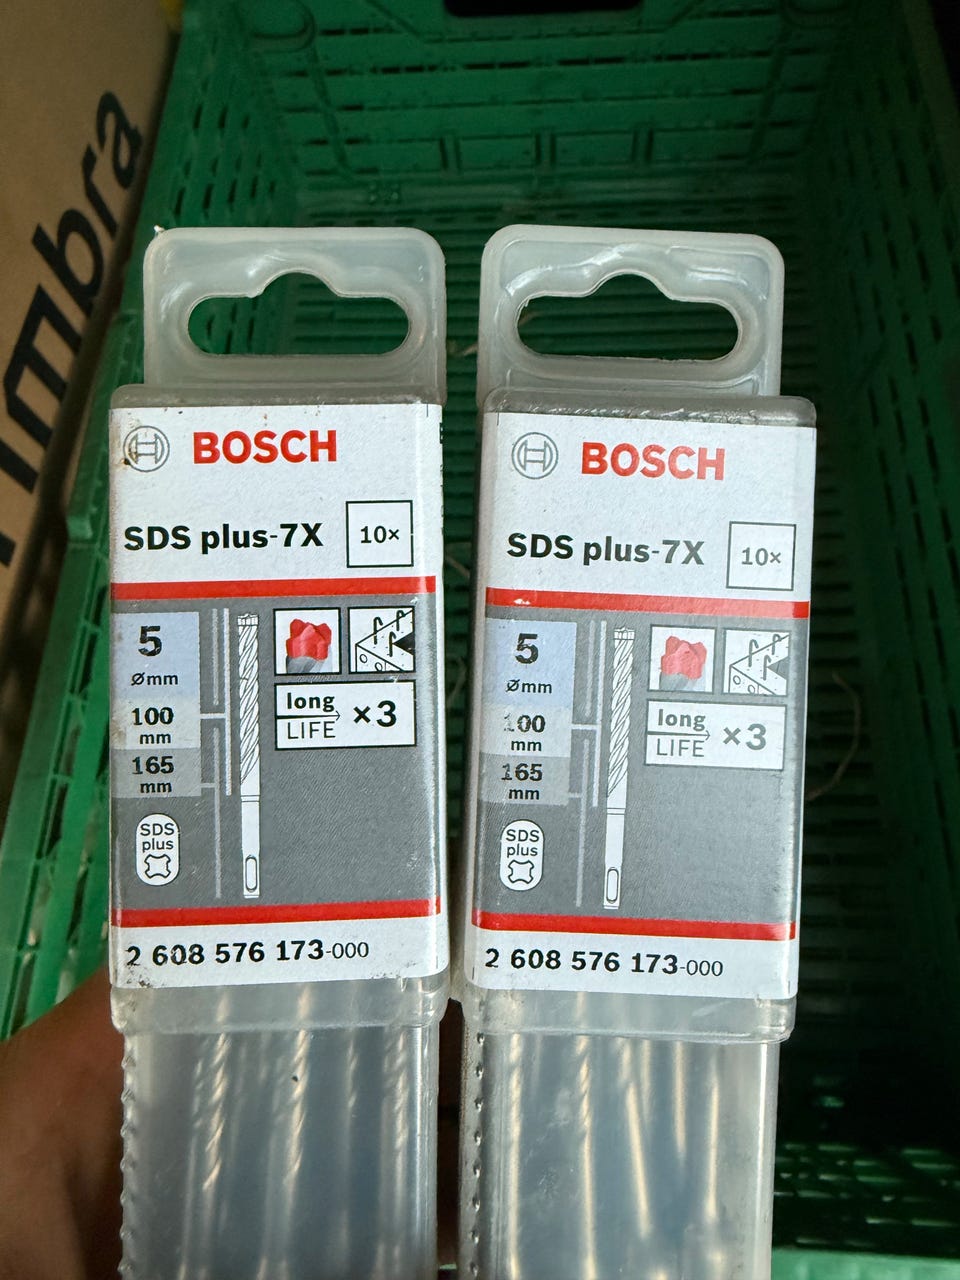 BOSCH
SDS plus-7X
10×
5
Ømm
100
mm
165
mm
long
LIFE
×3
SDS
plus
2 608 576 173-000
BOSCH
SDS plus-7X
10×
5
Ømm
100
mm
165
mm
long
LIFE
×3
SDS
plus
2 608 576 173-000